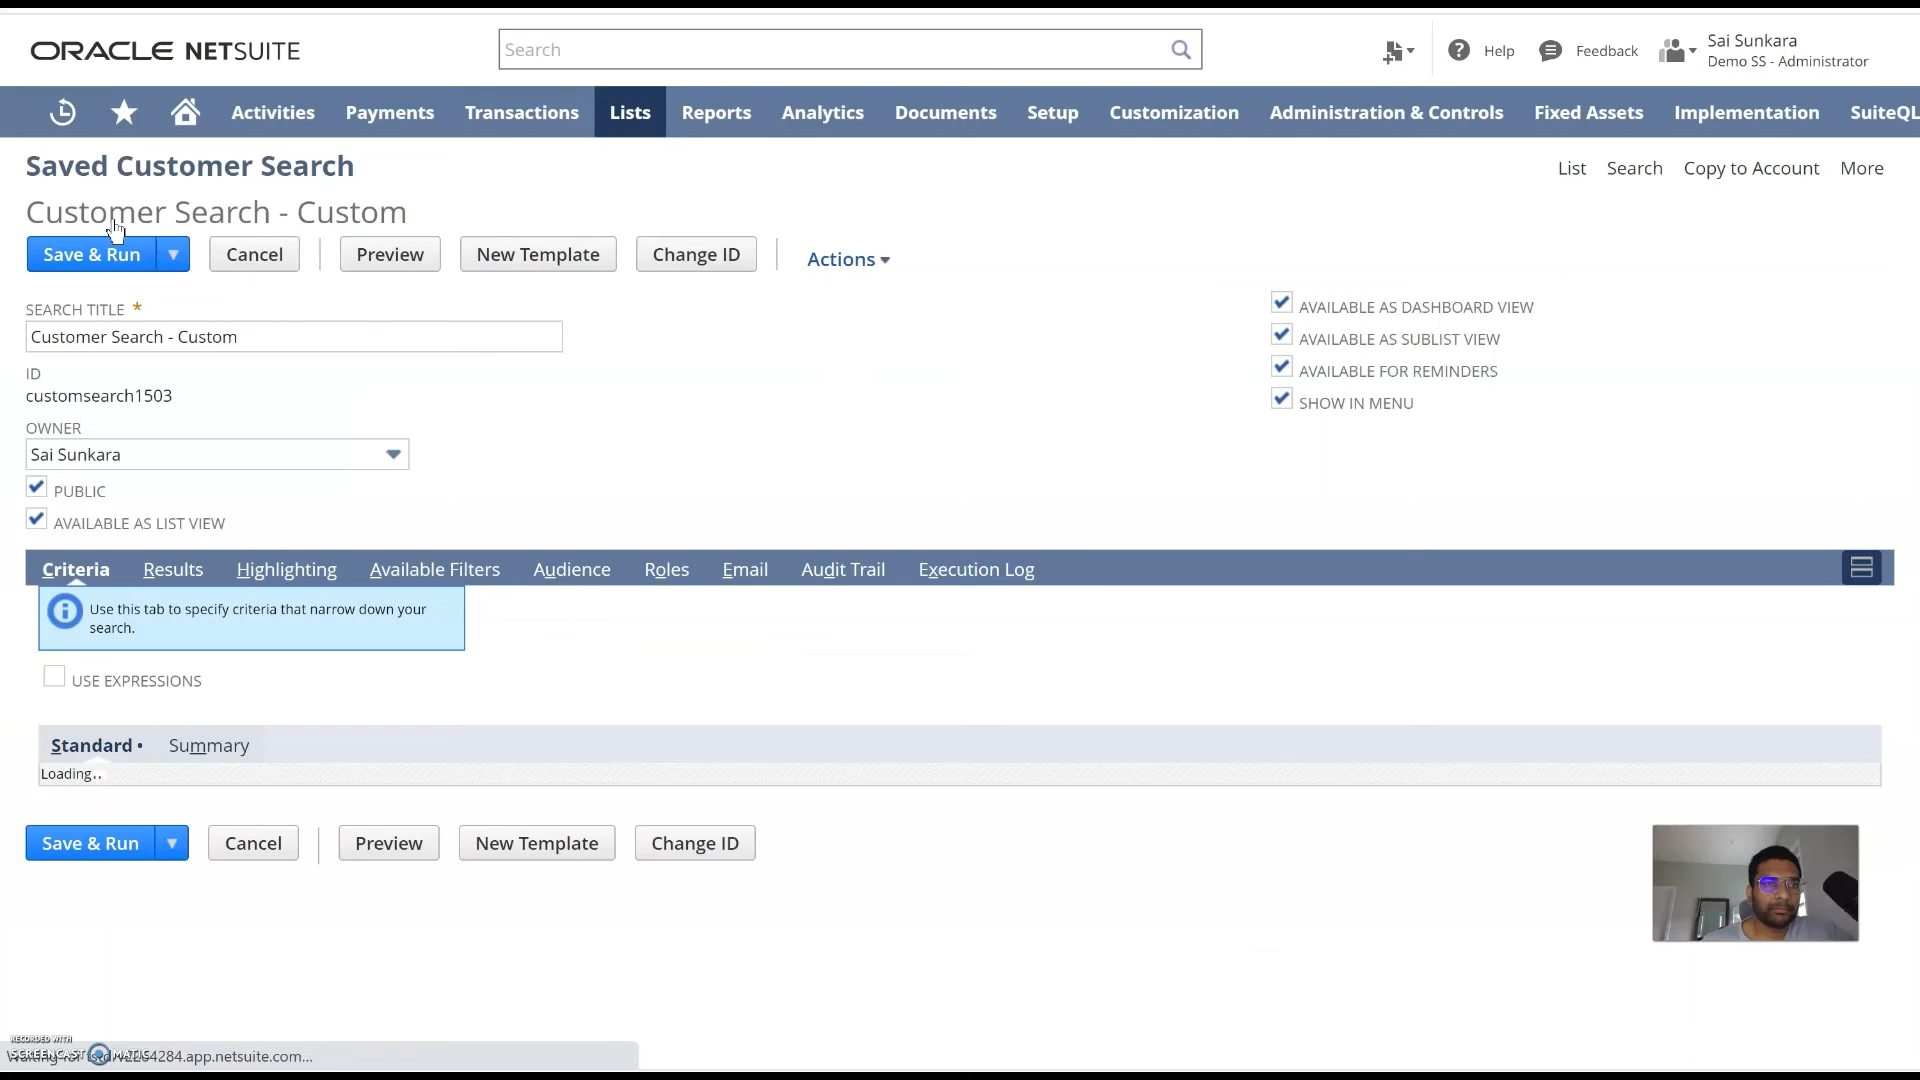 ORACLE NETSUITE
Search
Help
Feedback
Sai Sunkara
Demo SS - Administrator
Activities Payments Transactions Lists Reports Analytics Documents Setup Customization Administration & Controls Fixed Assets Implementation SuiteQL
Saved Customer Search
List Search Copy to Account More
Customer Search - Custom
Save & Run Cancel Preview New Template Change ID Actions
SEARCH TITLE *
Customer Search - Custom
ID
customsearch1503
OWNER
Sai Sunkara
PUBLIC
AVAILABLE AS LIST VIEW
AVAILABLE AS DASHBOARD VIEW
AVAILABLE AS SUBLIST VIEW
AVAILABLE FOR REMINDERS
SHOW IN MENU
Criteria Results Highlighting Available Filters Audience Roles Email Audit Trail Execution Log
Use this tab to specify criteria that narrow down your
search.
USE EXPRESSIONS
Standard • Summary
Loading..
Save & Run Cancel Preview New Template Change ID
RECORDED WITH
SCREENCAST MATIC
4284.app.netsuite.com...